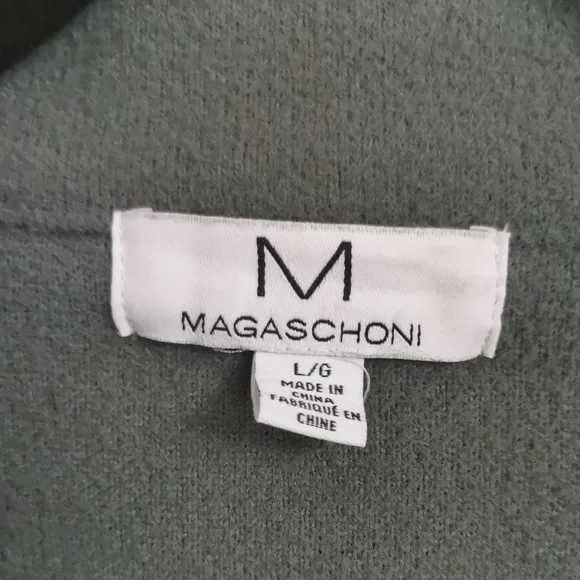 M
MAGASCHONI
L/G
MADE IN
CHINA
FABRIQUÉ EN
CHINE